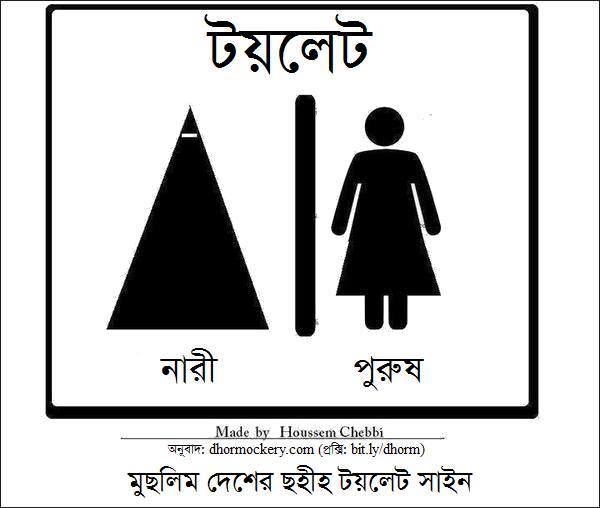 টয়লেট
নারী পুরুষ
Made by Houssem Chebbi
অনুবাদ: dhormockery.com (প্রক্সি: bit.ly/dhorm)
মুছলিম দেশের ছহীহ টয়লেট সাইন